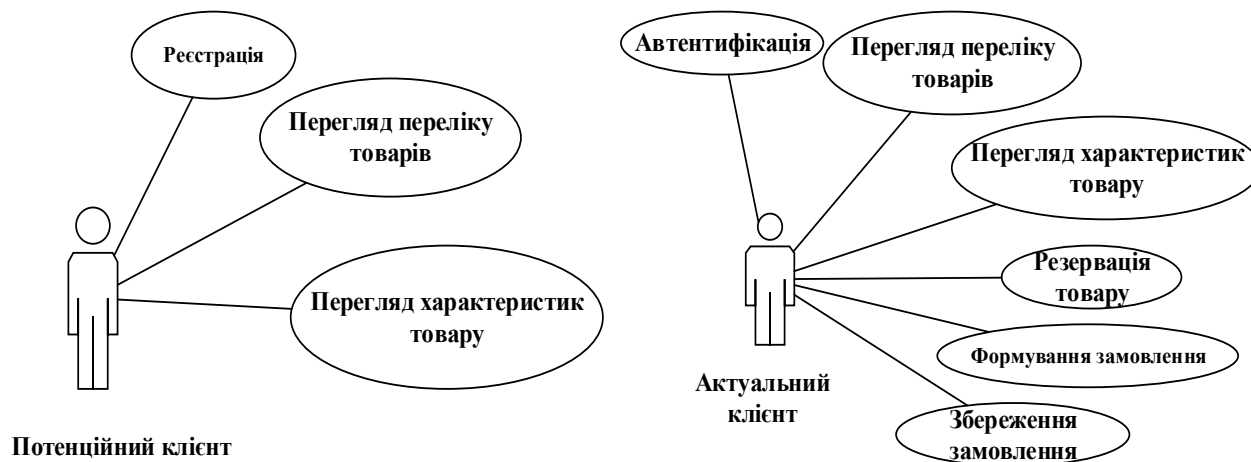 Реєстрація
Перегляд переліку
товарів
Перегляд характеристик
товару
Потенційний клієнт
Автентифікація
Перегляд переліку
товарів
Перегляд характеристик
товару
Резервація
товару
Формування замовлення
Збереження
замовлення
Актуальний
клієнт